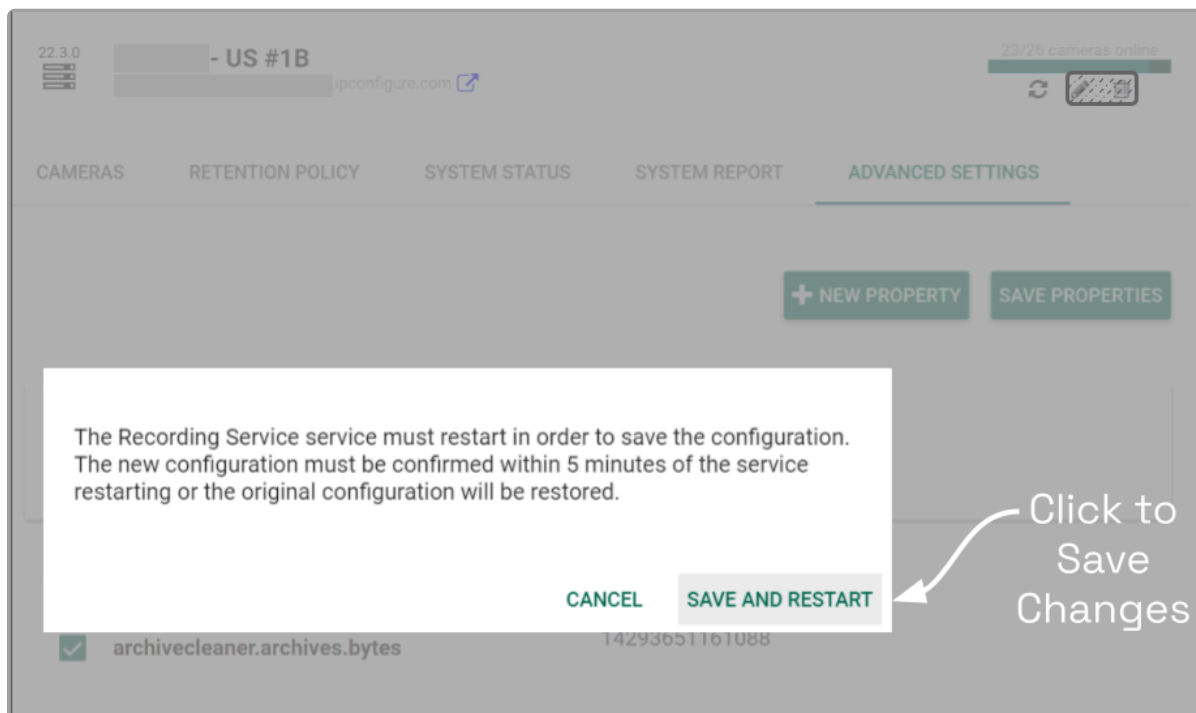 22.3.0
- US #1B
ipconfigure.com
23/26 cameras online
CAMERAS RETENTION POLICY SYSTEM STATUS SYSTEM REPORT ADVANCED SETTINGS
NEW PROPERTY SAVE PROPERTIES
The Recording Service service must restart in order to save the configuration.
The new configuration must be confirmed within 5 minutes of the service
restarting or the original configuration will be restored.
CANCEL SAVE AND RESTART
Click to
Save
Changes
archivecleaner.archives.bytes 14293651161088